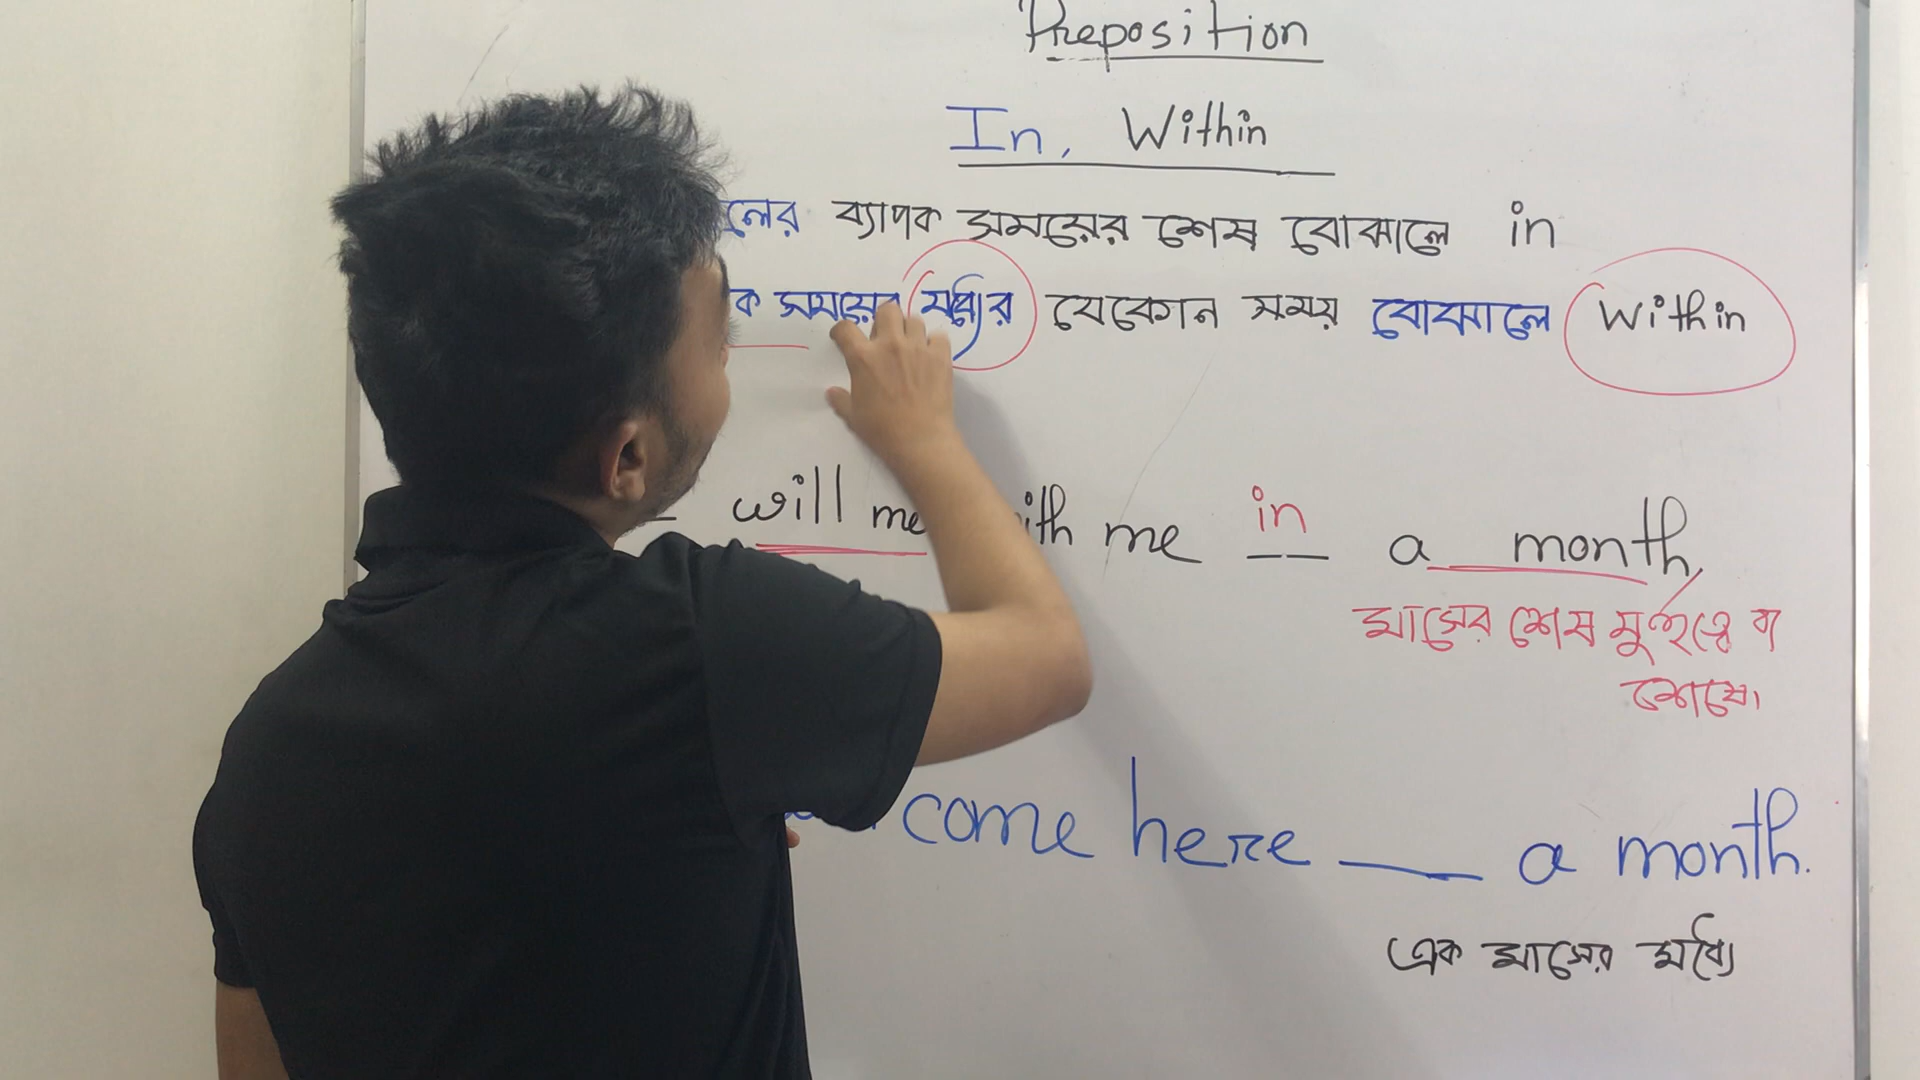 Preposition
In, Within
লের ব্যাপক সময়ের শেষ বোঝালে in
ক সময়ের মধ্যির যেকোন সময় বোঝালে Within
will me ith me in a month,
মাসের শেষ মুর্হুতে বা
শেষে।
come here ___ a month.
এক মাসের মধ্যে